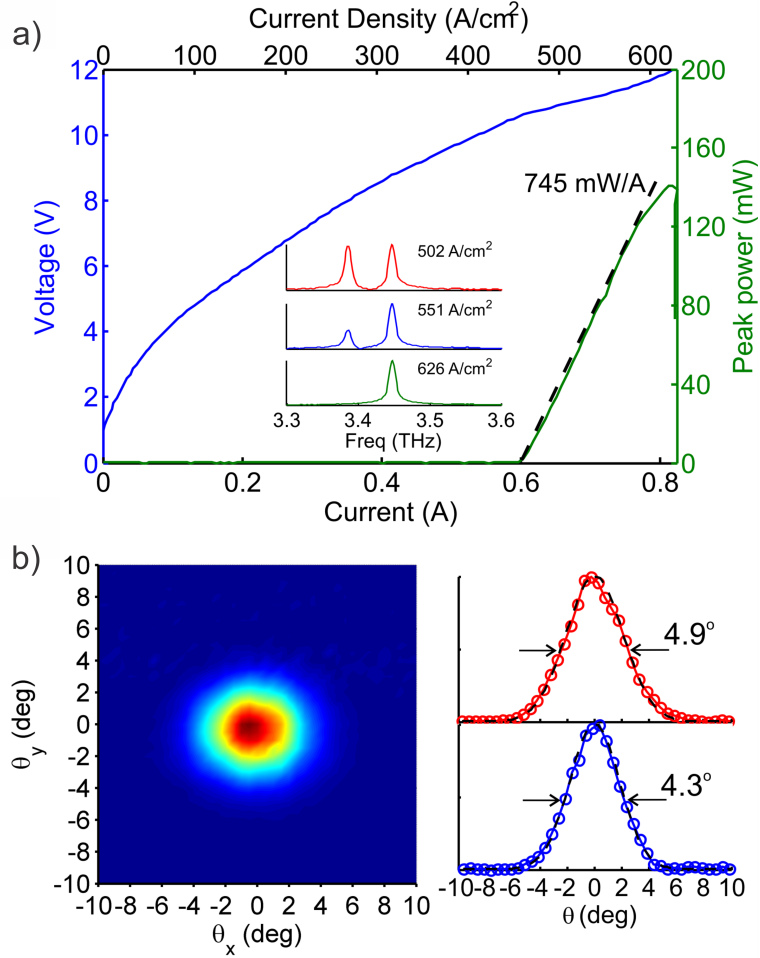 a)
Current Density (A/cm²)
0 100 200 300 400 500 600
12
10
8
6
4
2
0
Voltage (V)
200
160
120
80
40
0
Peak power (mW)
745 mW/A
502 A/cm²
551 A/cm²
626 A/cm²
3.3 3.4 3.5 3.6
Freq (THz)
0 0.2 0.4 0.6 0.8
Current (A)
b)
10
8
6
4
2
0
-2
-4
-6
-8
-10
θy (deg)
-10 -8 -6 -4 -2 0 2 4 6 8 10
θx (deg)
4.9°
4.3°
-10 -6 -2 0 2 6 10
θ (deg)